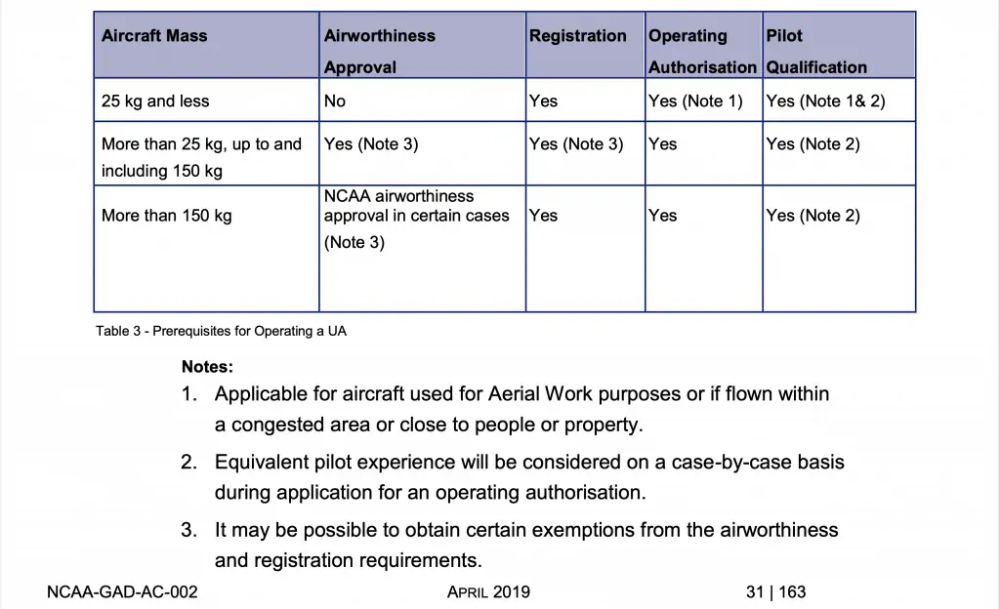 Aircraft Mass Airworthiness Approval Registration Operating Authorisation Pilot Qualification
25 kg and less No Yes Yes (Note 1) Yes (Note 1& 2)
More than 25 kg, up to and including 150 kg Yes (Note 3) Yes (Note 3) Yes Yes (Note 2)
More than 150 kg NCAA airworthiness approval in certain cases (Note 3) Yes Yes Yes (Note 2)
Table 3 - Prerequisites for Operating a UA
Notes:
1. Applicable for aircraft used for Aerial Work purposes or if flown within
a congested area or close to people or property.
2. Equivalent pilot experience will be considered on a case-by-case basis
during application for an operating authorisation.
3. It may be possible to obtain certain exemptions from the airworthiness
and registration requirements.
NCAA-GAD-AC-002 APRIL 2019 31 | 163